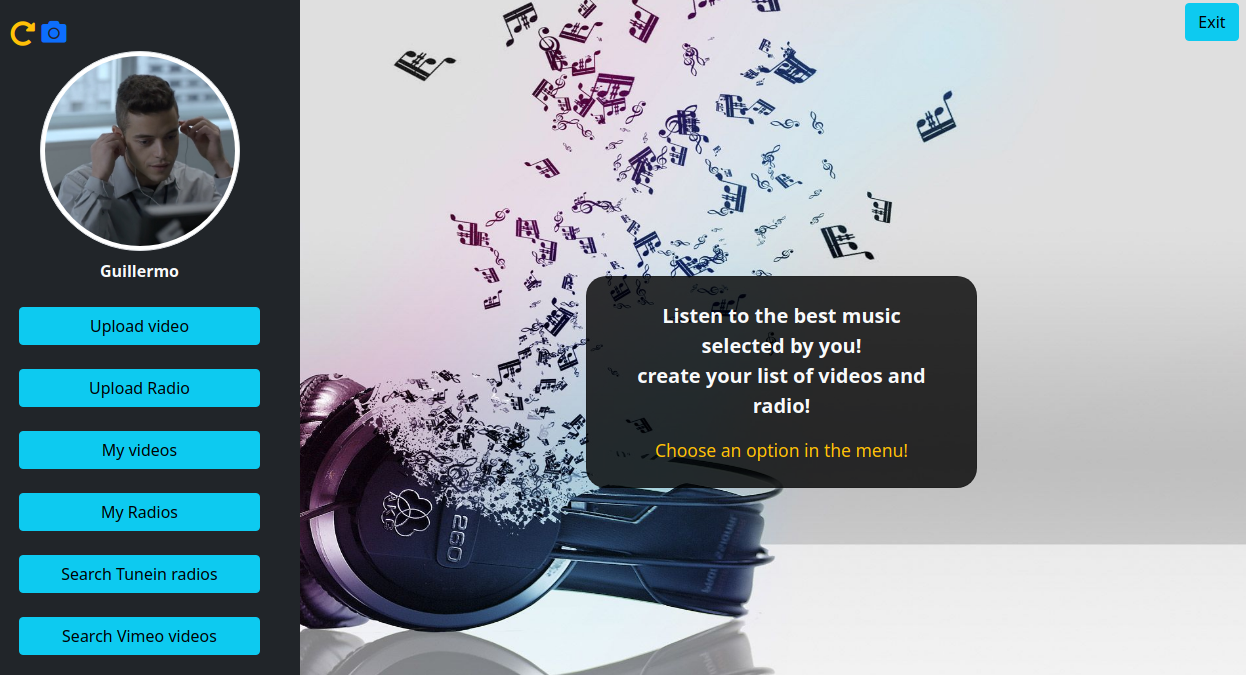 Exit
Guillermo
Upload video
Upload Radio
My videos
My Radios
Search Tunein radios
Search Vimeo videos
Listen to the best music
selected by you!
create your list of videos and
radio!
Choose an option in the menu!
AKG
260